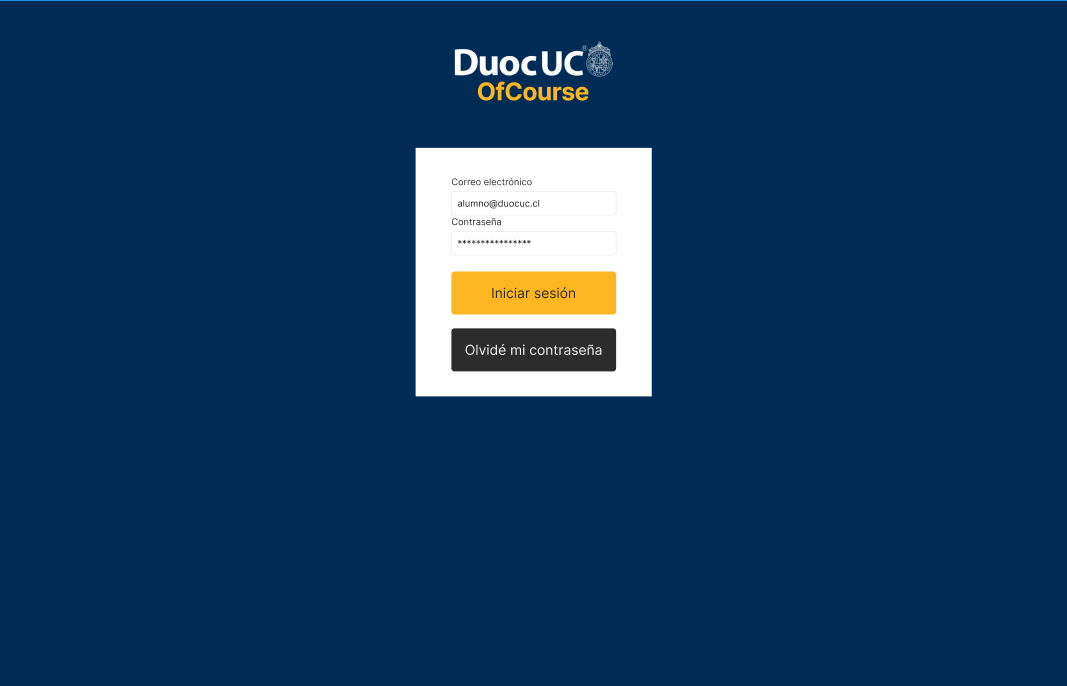 Duoc UC®
OfCourse
Correo electrónico
alumno@duocuc.cl
Contraseña
****************
Iniciar sesión
Olvidé mi contraseña